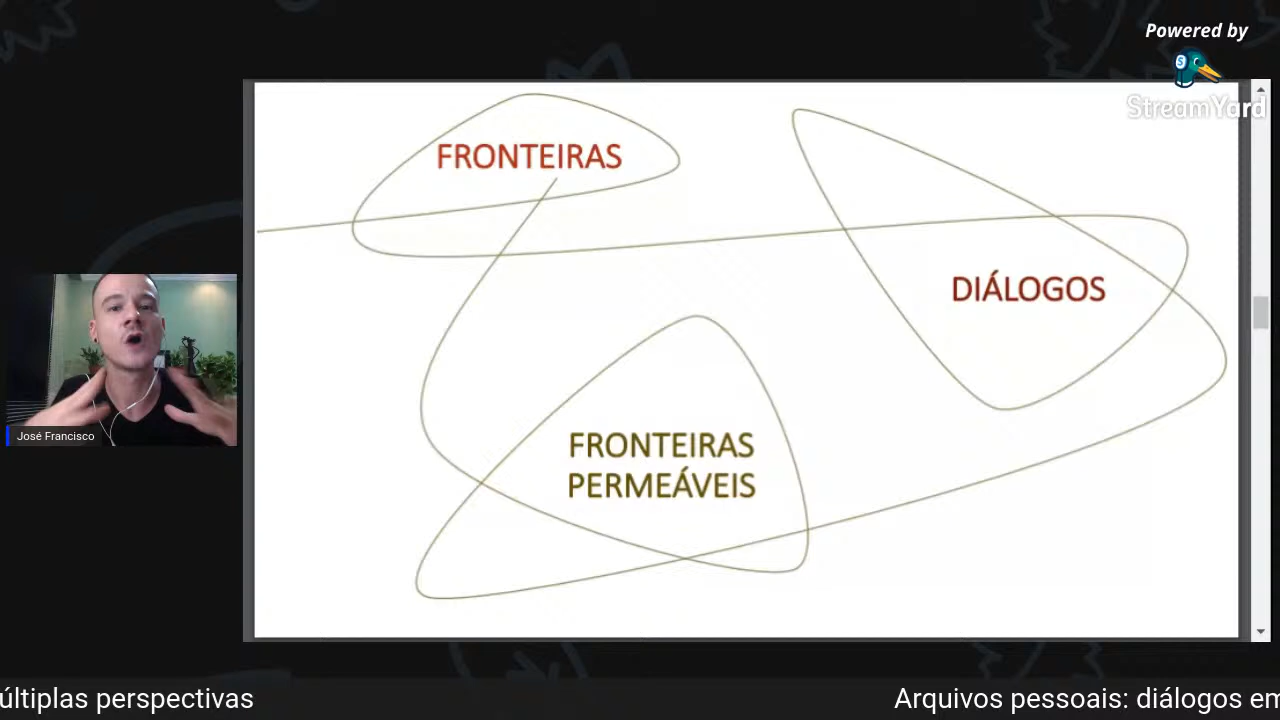 Powered by
StreamYard
FRONTEIRAS
DIÁLOGOS
FRONTEIRAS
PERMEÁVEIS
José Francisco
últiplas perspectivas
Arquivos pessoais: diálogos em